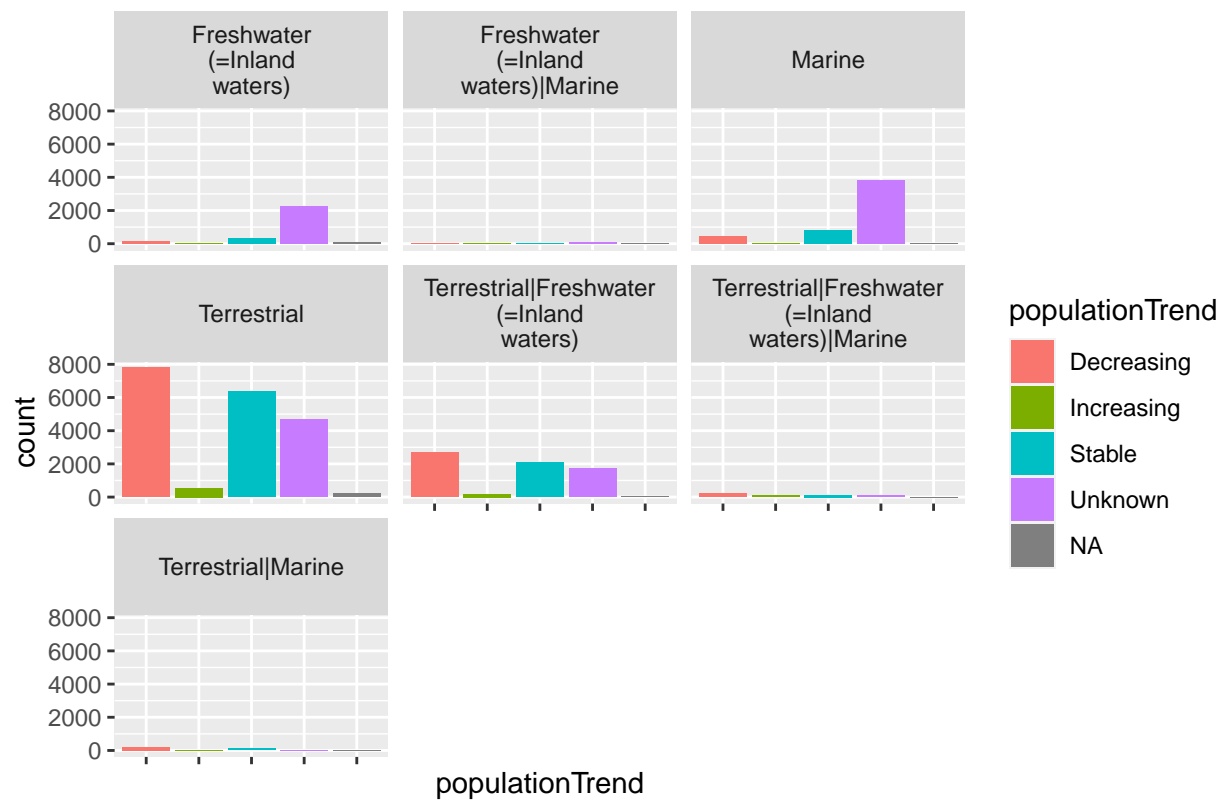 Freshwater
(=Inland
waters)
Freshwater
(=Inland
waters)|Marine
Marine
8000
6000
4000
2000
0
Terrestrial
Terrestrial|Freshwater
(=Inland
waters)
Terrestrial|Freshwater
(=Inland
waters)|Marine
8000
6000
4000
2000
0
Terrestrial|Marine
8000
6000
4000
2000
0
count
populationTrend
populationTrend
Decreasing
Increasing
Stable
Unknown
NA